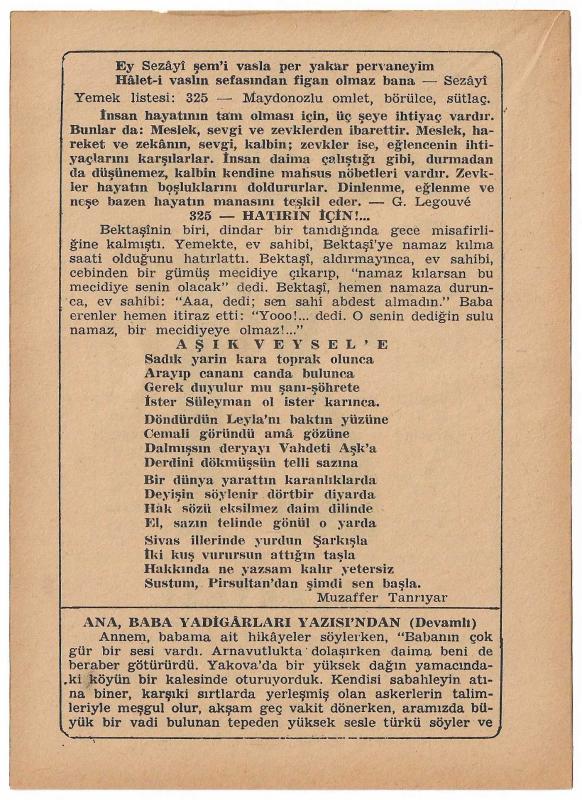 Ey Sezâyî şem'i vasla per yakar pervaneyim
Hâlet-i vaslın sefasından figan olmaz bana — Sezâyî
Yemek listesi: 325 — Maydonozlu omlet, börülce, sütlaç.
İnsan hayatının tam olması için, üç şeye ihtiyaç vardır.
Bunlar da: Meslek, sevgi ve zevklerden ibarettir. Meslek, ha-
reket ve zekânın, sevgi, kalbin; zevkler ise, eğlencenin ihti-
yaçlarını karşılarlar. İnsan daima çalıştığı gibi, durmadan
da düşünemez, kalbin kendine mahsus nöbetleri vardır. Zevk-
ler hayatın boşluklarını doldururlar. Dinlenme, eğlenme ve
neşe bazen hayatın manasını teşkil eder. — G. Legouvé
325 — HATIRIN İÇİN!...
Bektaşînin biri, dindar bir tanıdığında gece misafirli-
ğine kalmıştı. Yemekte, ev sahibi, Bektaşî'ye namaz kılma
saati olduğunu hatırlattı. Bektaşî, aldırmayınca, ev sahibi,
cebinden bir gümüş mecidiye çıkarıp, "namaz kılarsan bu
mecidiye senin olacak" dedi. Bektaşî, hemen namaza durun-
ca, ev sahibi: "Aaa, dedi; sen sahi abdest almadın." Baba
erenler hemen itiraz etti: "Yooo!... dedi. O senin dediğin sulu
namaz, bir mecidiyeye olmaz!..."
AŞIK VEYSEL'E
Sadık yarin kara toprak olunca
Arayıp cananı canda bulunca
Gerek duyulur mu şanı-şöhrete
İster Süleyman ol ister karınca.
Döndürdün Leyla'nı baktın yüzüne
Cemali göründü amâ gözüne
Dalmışsın deryayı Vahdeti Aşk'a
Derdini dökmüşsün telli sazına
Bir dünya yarattın karanlıklarda
Deyişin söylenir dörtbir diyarda
Hak sözü eksilmez daim dilinde
El, sazın telinde gönül o yarda
Sivas illerinde yurdun Şarkışla
İki kuş vurursun attığın taşla
Hakkında ne yazsam kalır yetersiz
Sustum, Pirsultan'dan şimdi sen başla.
Muzaffer Tanrıyar
ANA, BABA YADİGÂRLARI YAZISI'NDAN (Devamlı)
Annem, babama ait hikâyeler söylerken, "Babanın çok
gür bir sesi vardı. Arnavutlukta dolaşırken daima beni de
beraber götürürdü. Yakova'da bir yüksek dağın yamacında-
ki köyün bir kalesinde oturuyorduk. Kendisi sabahleyin atı-
na biner, karşıki sırtlarda yerleşmiş olan askerlerin talim-
leriyle meşgul olur, akşam geç vakit dönerken, aramızda bü-
yük bir vadi bulunan tepeden yüksek sesle türkü söyler ve